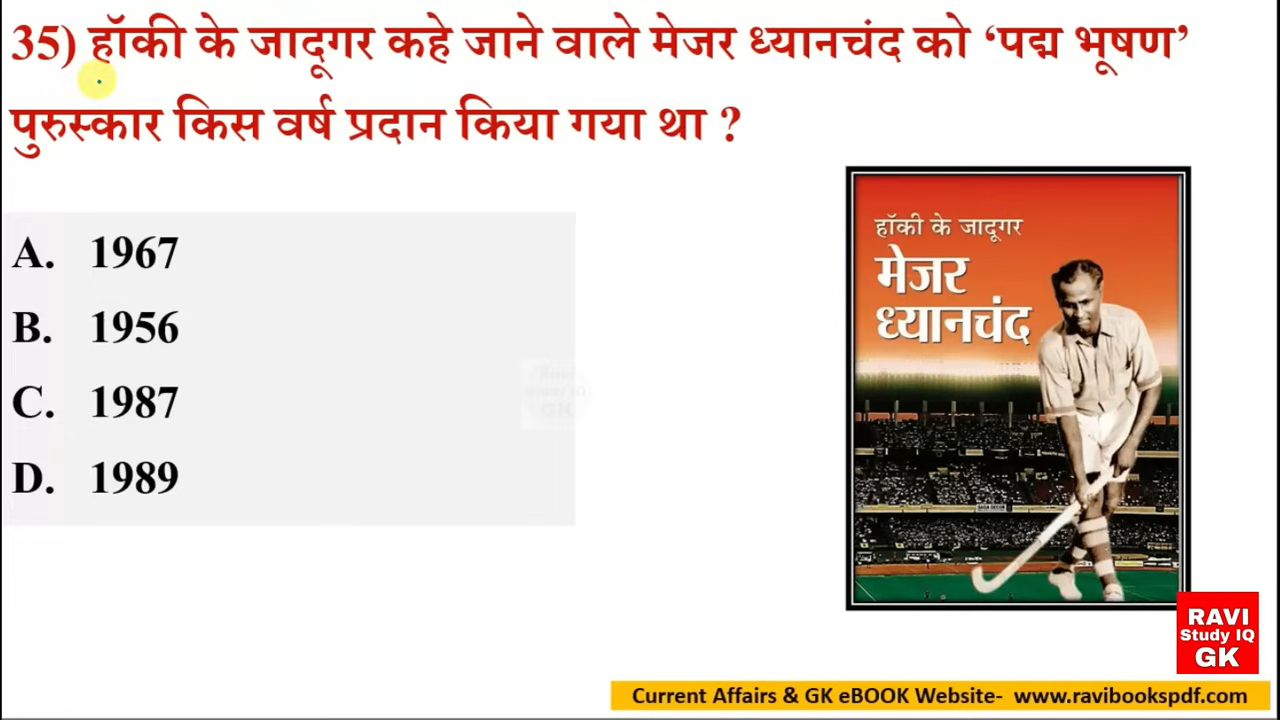 35) हॉकी के जादूगर कहे जाने वाले मेजर ध्यानचंद को ‘पद्म भूषण’
पुरुस्कार किस वर्ष प्रदान किया गया था ?
A. 1967
B. 1956
C. 1987
D. 1989
हॉकी के जादूगर
मेजर
ध्यानचंद
RAVI
Study IQ
GK
Current Affairs & GK eBOOK Website- www.ravibookspdf.com